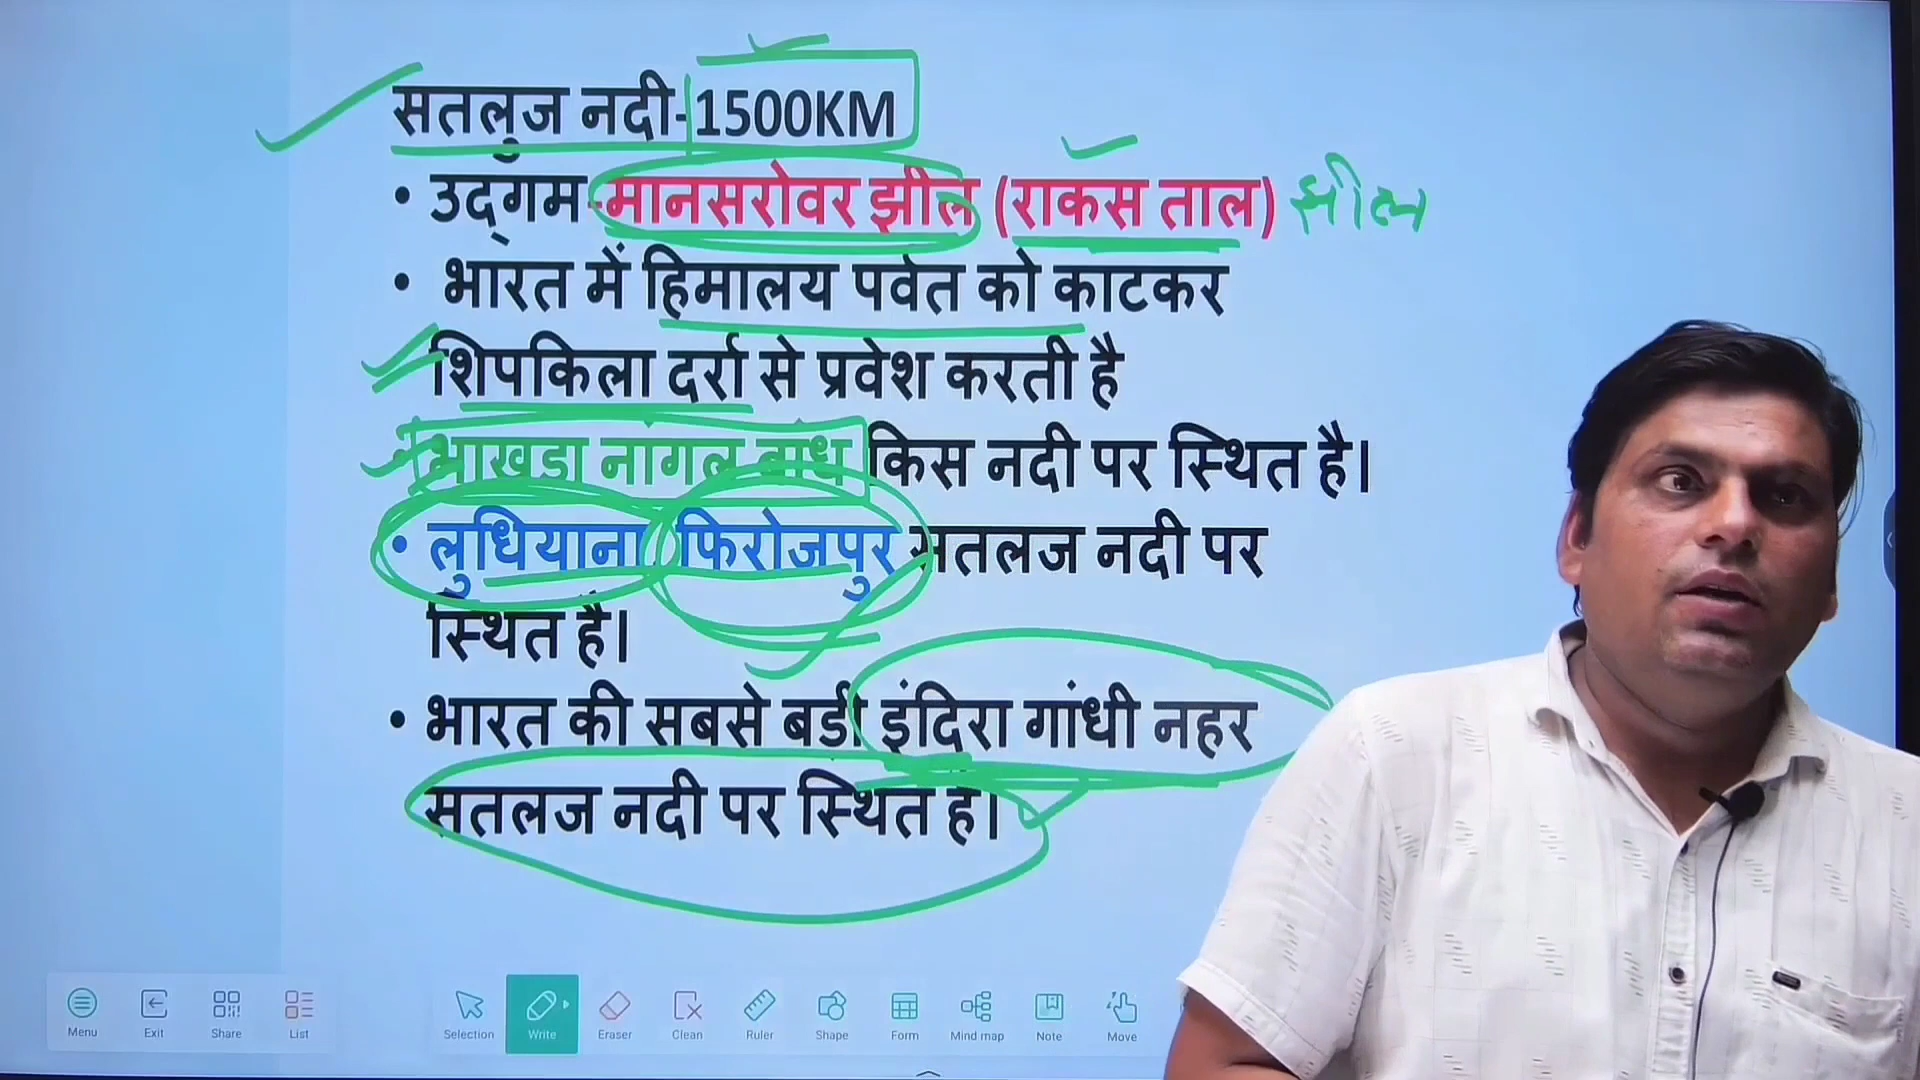 सतलुज नदी-1500KM
• उद्गम-मानसरोवर झील (राकस ताल) झील
• भारत में हिमालय पर्वत को काटकर
शिपकिला दर्रा से प्रवेश करती है
• भाखडा नांगल बांध किस नदी पर स्थित है।
• लुधियाना, फिरोजपुर सतलज नदी पर
स्थित है।
• भारत की सबसे बडी इंदिरा गांधी नहर
सतलज नदी पर स्थित है।
Menu Exit Share List Selection Write Eraser Clean Ruler Shape Form Mind map Note Move